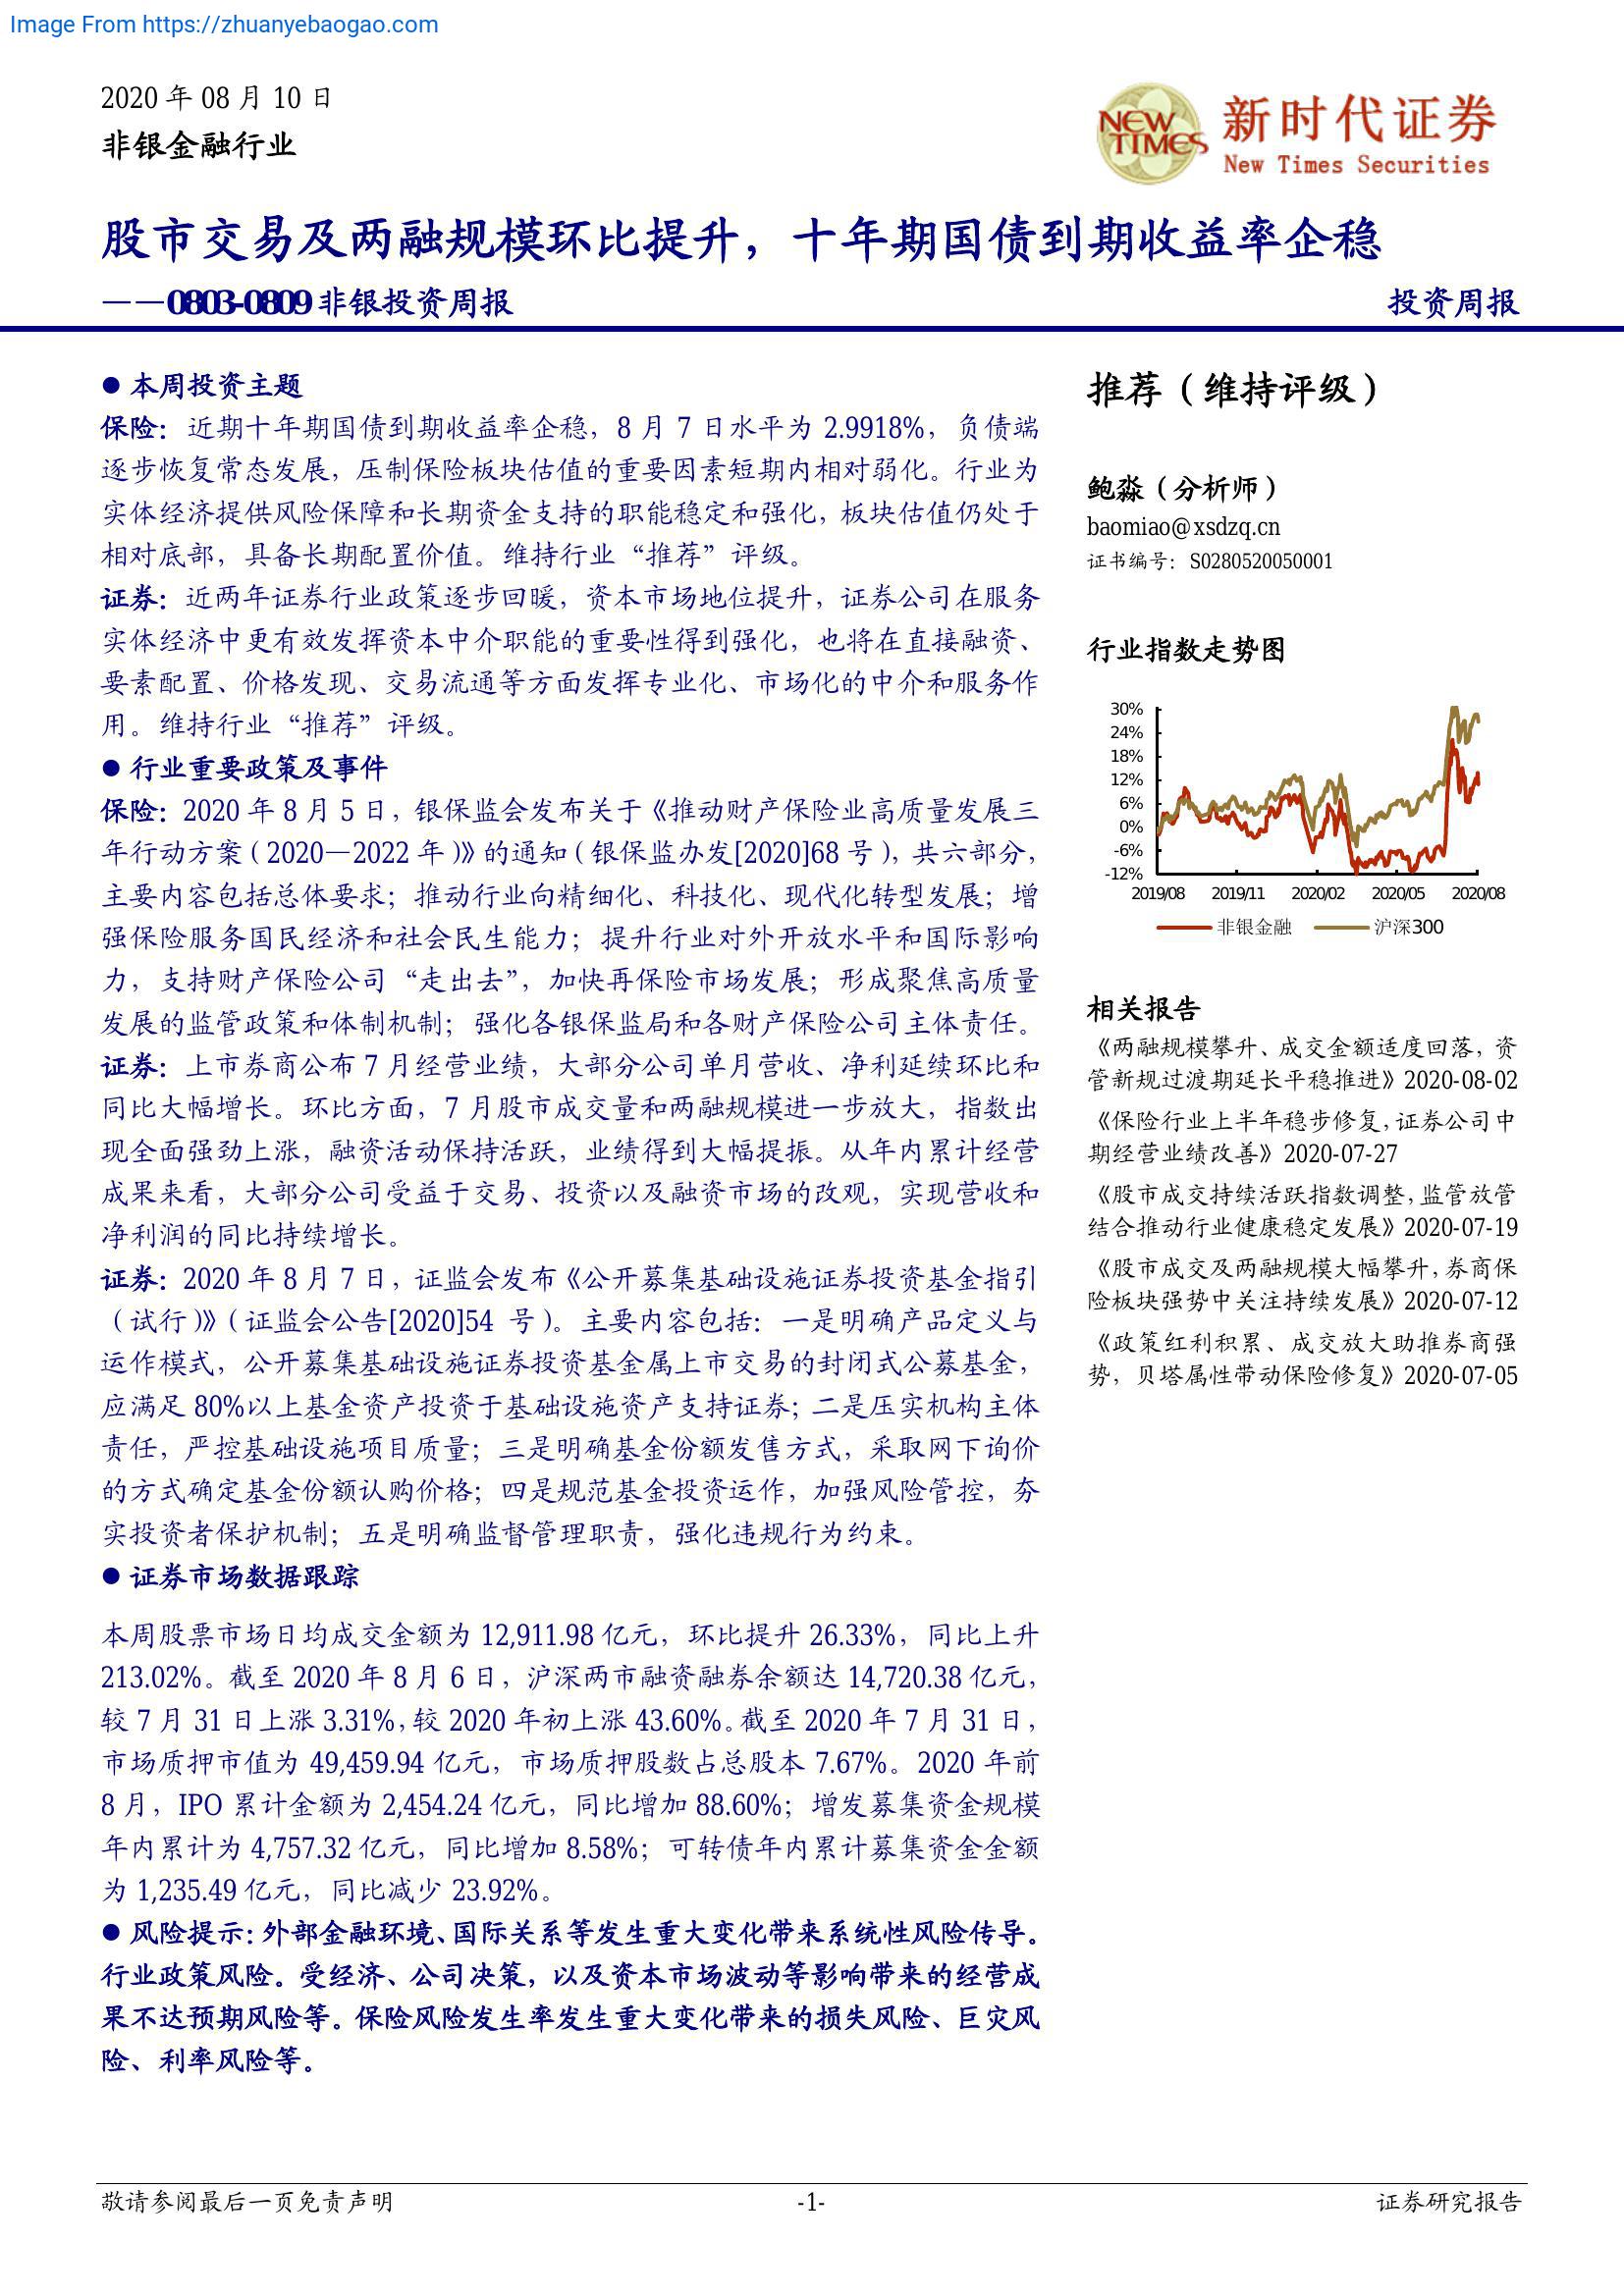 Image From https://zhuanyebaogao.com
2020 年 08 月 10 日
非银金融行业
NEW TIMES
新时代证券
New Times Securities
股市交易及两融规模环比提升，十年期国债到期收益率企稳
——0803-0809非银投资周报
投资周报
● 本周投资主题
保险：近期十年期国债到期收益率企稳，8 月 7 日水平为 2.9918%，负债端
逐步恢复常态发展，压制保险板块估值的重要因素短期内相对弱化。行业为
实体经济提供风险保障和长期资金支持的职能稳定和强化，板块估值仍处于
相对底部，具备长期配置价值。维持行业“推荐”评级。
证券：近两年证券行业政策逐步回暖，资本市场地位提升，证券公司在服务
实体经济中更有效发挥资本中介职能的重要性得到强化，也将在直接融资、
要素配置、价格发现、交易流通等方面发挥专业化、市场化的中介和服务作
用。维持行业“推荐”评级。
● 行业重要政策及事件
保险：2020 年 8 月 5 日，银保监会发布关于《推动财产保险业高质量发展三
年行动方案（2020—2022 年）》的通知（银保监办发[2020]68 号），共六部分，
主要内容包括总体要求；推动行业向精细化、科技化、现代化转型发展；增
强保险服务国民经济和社会民生能力；提升行业对外开放水平和国际影响
力，支持财产保险公司“走出去”，加快再保险市场发展；形成聚焦高质量
发展的监管政策和体制机制；强化各银保监局和各财产保险公司主体责任。
证券：上市券商公布 7 月经营业绩，大部分公司单月营收、净利延续环比和
同比大幅增长。环比方面，7 月股市成交量和两融规模进一步放大，指数出
现全面强劲上涨，融资活动保持活跃，业绩得到大幅提振。从年内累计经营
成果来看，大部分公司受益于交易、投资以及融资市场的改观，实现营收和
净利润的同比持续增长。
证券：2020 年 8 月 7 日，证监会发布《公开募集基础设施证券投资基金指引
（试行）》（证监会公告[2020]54 号）。主要内容包括：一是明确产品定义与
运作模式，公开募集基础设施证券投资基金属上市交易的封闭式公募基金，
应满足 80%以上基金资产投资于基础设施资产支持证券；二是压实机构主体
责任，严控基础设施项目质量；三是明确基金份额发售方式，采取网下询价
的方式确定基金份额认购价格；四是规范基金投资运作，加强风险管控，夯
实投资者保护机制；五是明确监督管理职责，强化违规行为约束。
● 证券市场数据跟踪
本周股票市场日均成交金额为 12,911.98 亿元，环比提升 26.33%，同比上升
213.02%。截至 2020 年 8 月 6 日，沪深两市融资融券余额达 14,720.38 亿元，
较 7 月 31 日上涨 3.31%，较 2020 年初上涨 43.60%。截至 2020 年 7 月 31 日，
市场质押市值为 49,459.94 亿元，市场质押股数占总股本 7.67%。2020 年前
8 月，IPO 累计金额为 2,454.24 亿元，同比增加 88.60%；增发募集资金规模
年内累计为 4,757.32 亿元，同比增加 8.58%；可转债年内累计募集资金金额
为 1,235.49 亿元，同比减少 23.92%。
● 风险提示：外部金融环境、国际关系等发生重大变化带来系统性风险传导。
行业政策风险。受经济、公司决策，以及资本市场波动等影响带来的经营成
果不达预期风险等。保险风险发生率发生重大变化带来的损失风险、巨灾风
险、利率风险等。
推荐（维持评级）
鲍淼（分析师）
baomiao@xsdzq.cn
证书编号：S0280520050001
行业指数走势图
30%
24%
18%
12%
6%
0%
-6%
-12%
2019/08 2019/11 2020/02 2020/05 2020/08
非银金融 沪深300
相关报告
《两融规模攀升、成交金额适度回落，资
管新规过渡期延长平稳推进》2020-08-02
《保险行业上半年稳步修复，证券公司中
期经营业绩改善》2020-07-27
《股市成交持续活跃指数调整，监管放管
结合推动行业健康稳定发展》2020-07-19
《股市成交及两融规模大幅攀升，券商保
险板块强势中关注持续发展》2020-07-12
《政策红利积累、成交放大助推券商强
势，贝塔属性带动保险修复》2020-07-05
敬请参阅最后一页免责声明
-1-
证券研究报告